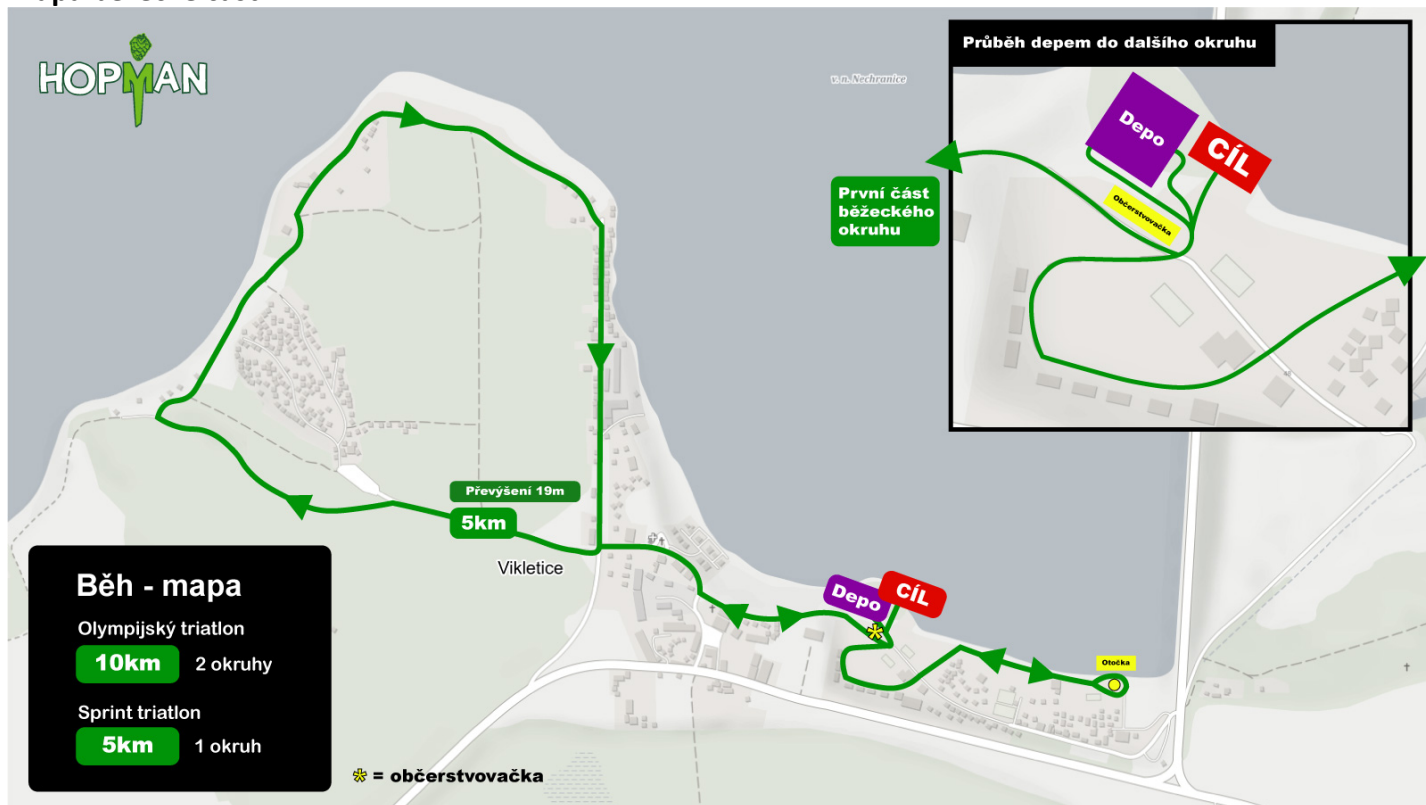 HOPMAN
v. n. Nechranice
Průběh depem do dalšího okruhu
Depo
CÍL
Občerstvovačka
První část
běžeckého
okruhu
Převýšení 19m
5km
Vikletice
Depo
CÍL
Otočka
Běh - mapa
Olympijský triatlon
10km 2 okruhy
Sprint triatlon
5km 1 okruh
= občerstvovačka